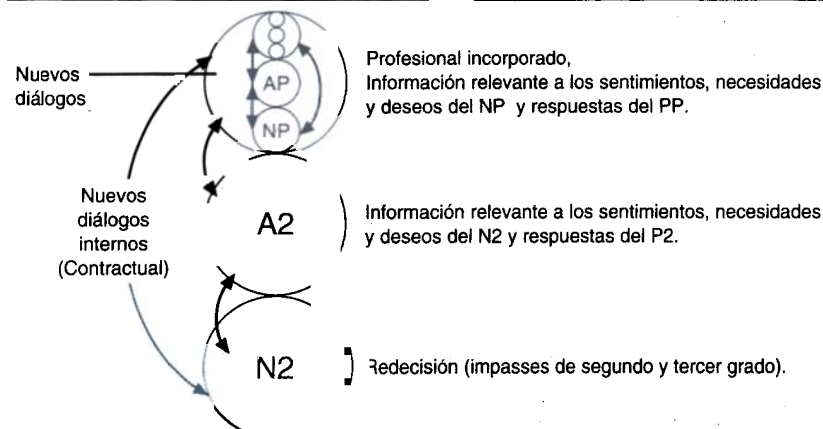 Nuevos
diálogos
AP
NP
Profesional incorporado,
Información relevante a los sentimientos, necesidades
y deseos del NP y respuestas del PP.
Nuevos
diálogos
internos
(Contractual)
A2
Información relevante a los sentimientos, necesidades
y deseos del N2 y respuestas del P2.
N2
Redecisión (impasses de segundo y tercer grado).